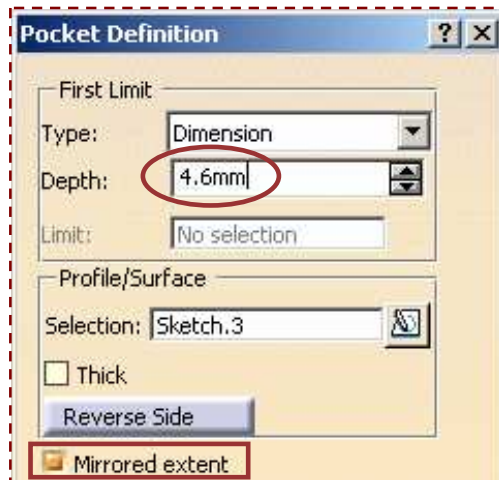 Pocket Definition ? X
First Limit
Type: Dimension
Depth: 4.6mm
Limit: No selection
Profile/Surface
Selection: Sketch.3
Thick
Reverse Side
Mirrored extent